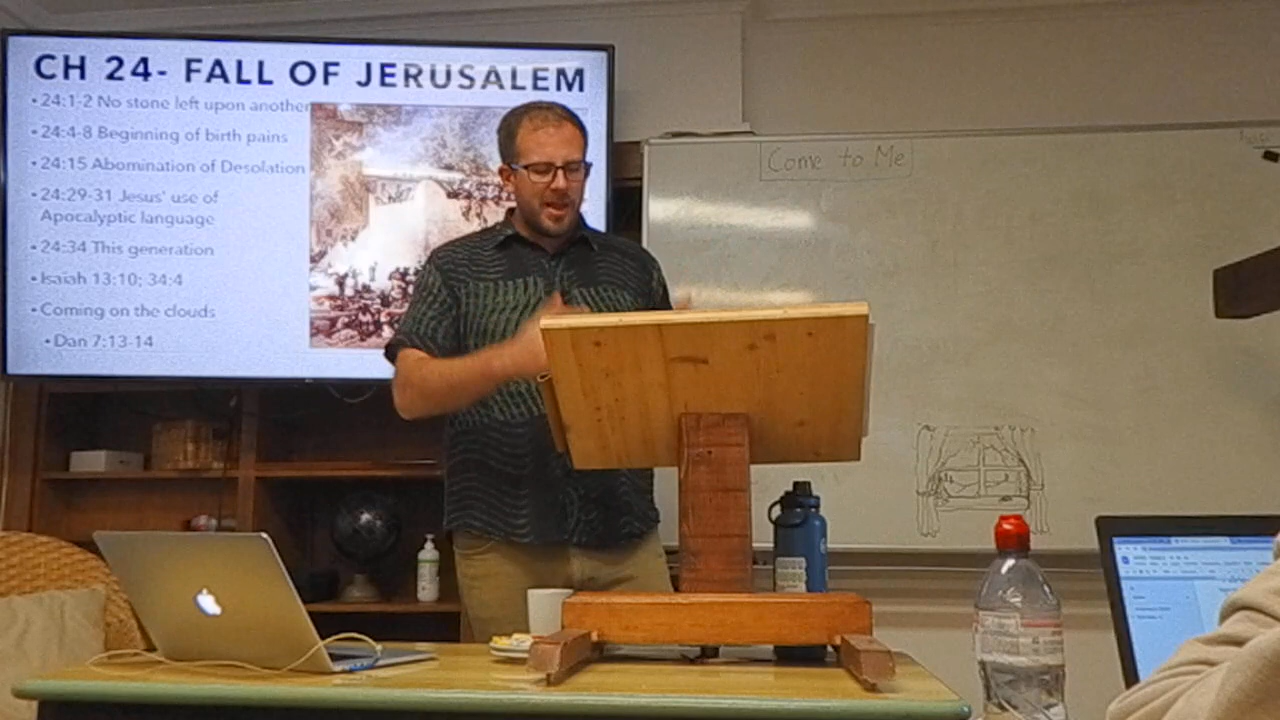 CH 24- FALL OF JERUSALEM
• 24:1-2 No stone left upon another
• 24:4-8 Beginning of birth pains
• 24:15 Abomination of Desolation
• 24:29-31 Jesus' use of
Apocalyptic language
• 24:34 This generation
• Isaiah 13:10; 34:4
• Coming on the clouds
• Dan 7:13-14
Come to Me